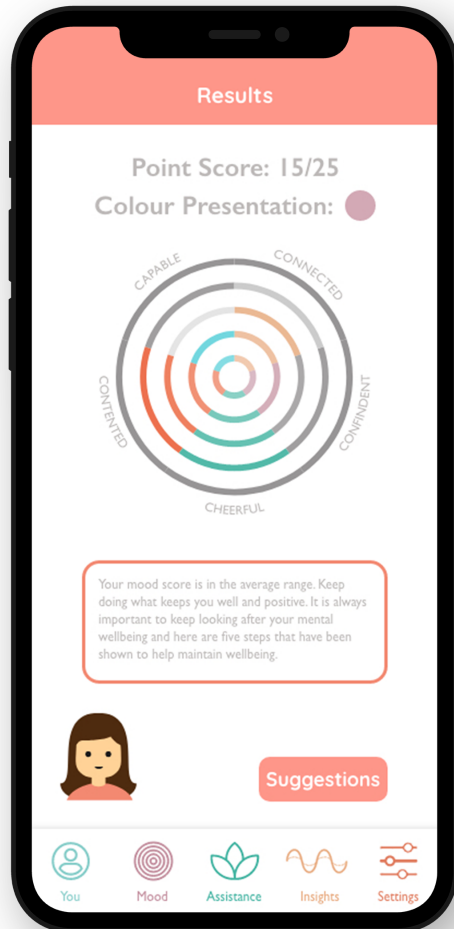 Results
Point Score: 15/25
Colour Presentation:
CAPABLE
CONNECTED
CONTENTED
CONFINDENT
CHEERFUL
Your mood score is in the average range. Keep
doing what keeps you well and positive. It is always
important to keep looking after your mental
wellbeing and here are five steps that have been
shown to help maintain wellbeing.
Suggestions
You
Mood
Assistance
Insights
Settings